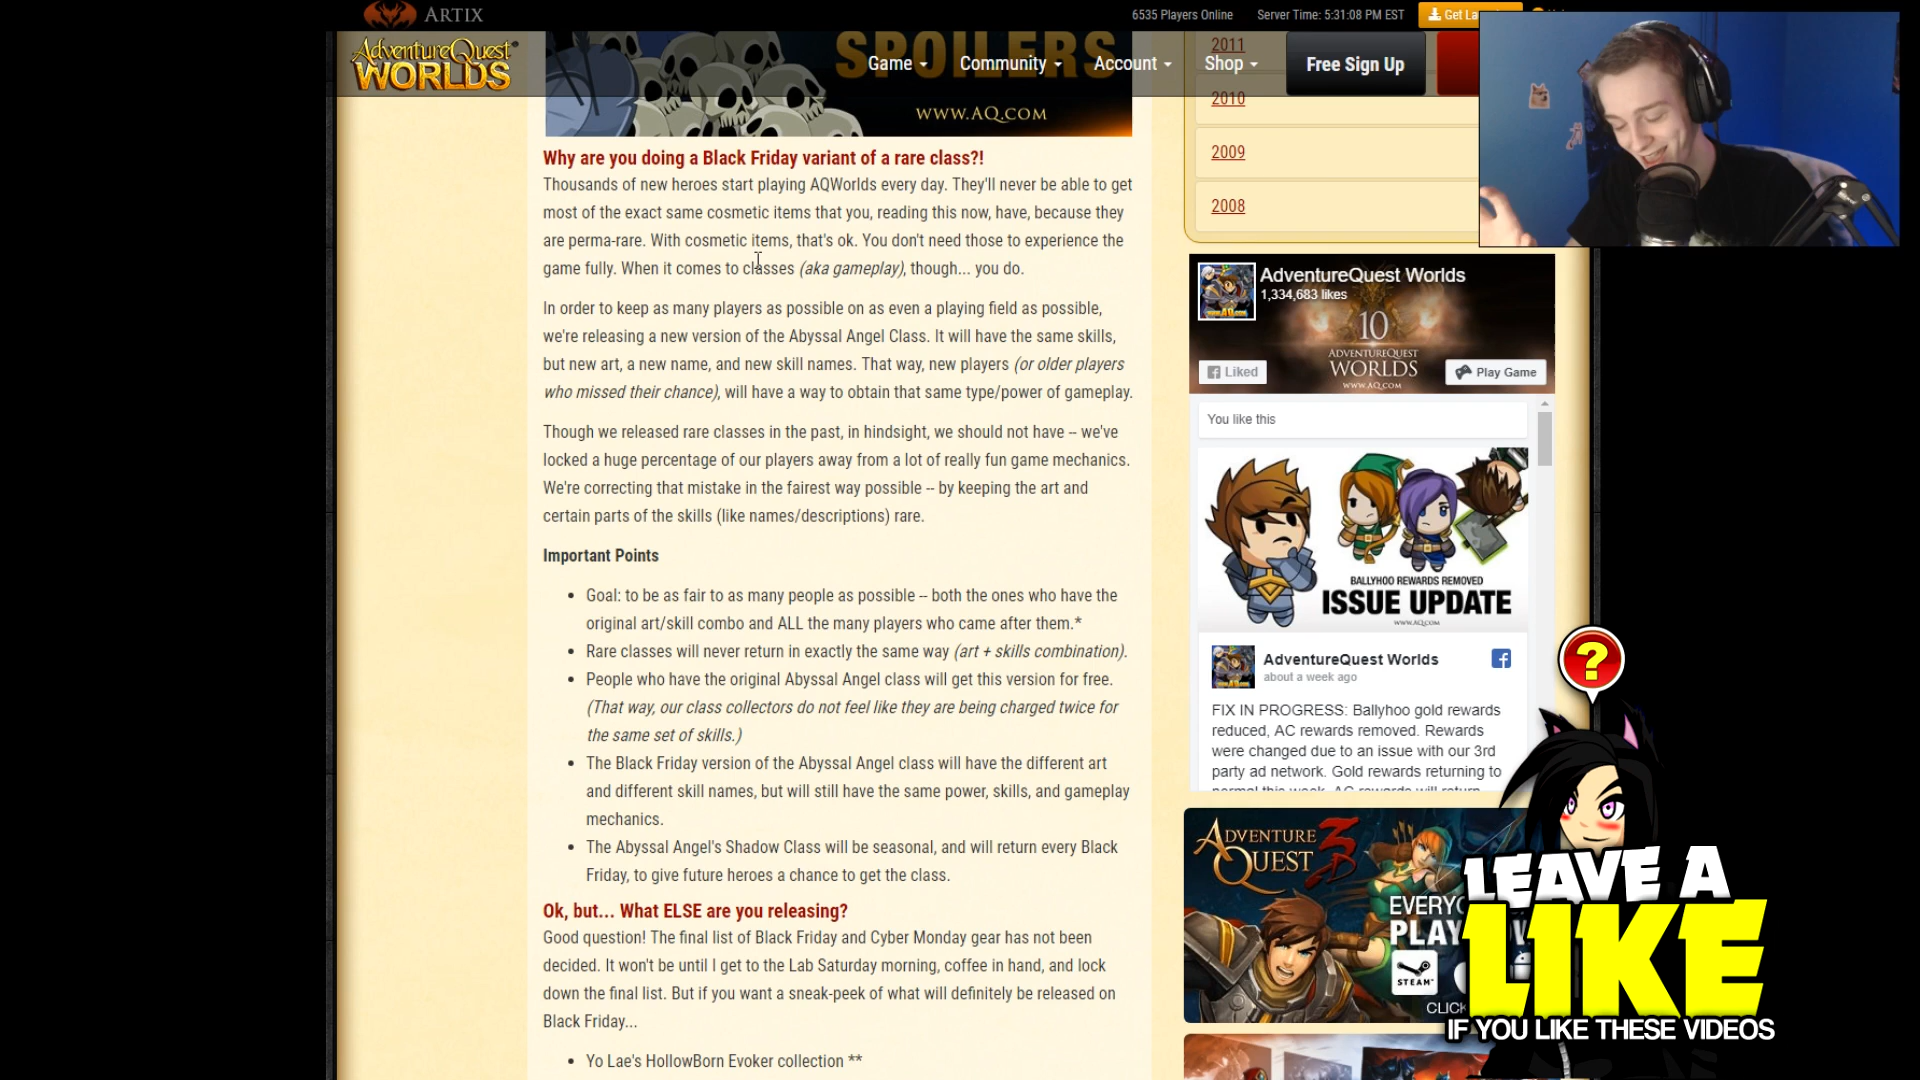 ARTIX
6535 Players Online
Server Time: 5:31:08 PM EST
AdventureQuest
WORLDS
SPOILERS
WWW.AQ.COM
Game
Community
Account
Shop
Free Sign Up
2011
2010
2009
2008
Why are you doing a Black Friday variant of a rare class?!
Thousands of new heroes start playing AQWorlds every day. They'll never be able to get
most of the exact same cosmetic items that you, reading this now, have, because they
are perma-rare. With cosmetic items, that's ok. You don't need those to experience the
game fully. When it comes to classes (aka gameplay), though... you do.
In order to keep as many players as possible on as even a playing field as possible,
we're releasing a new version of the Abyssal Angel Class. It will have the same skills,
but new art, a new name, and new skill names. That way, new players (or older players
who missed their chance), will have a way to obtain that same type/power of gameplay.
Though we released rare classes in the past, in hindsight, we should not have -- we've
locked a huge percentage of our players away from a lot of really fun game mechanics.
We're correcting that mistake in the fairest way possible -- by keeping the art and
certain parts of the skills (like names/descriptions) rare.
Important Points
• Goal: to be as fair to as many people as possible -- both the ones who have the
original art/skill combo and ALL the many players who came after them.*
• Rare classes will never return in exactly the same way (art + skills combination).
• People who have the original Abyssal Angel class will get this version for free.
(That way, our class collectors do not feel like they are being charged twice for
the same set of skills.)
• The Black Friday version of the Abyssal Angel class will have the different art
and different skill names, but will still have the same power, skills, and gameplay
mechanics.
• The Abyssal Angel's Shadow Class will be seasonal, and will return every Black
Friday, to give future heroes a chance to get the class.
Ok, but... What ELSE are you releasing?
Good question! The final list of Black Friday and Cyber Monday gear has not been
decided. It won't be until I get to the Lab Saturday morning, coffee in hand, and lock
down the final list. But if you want a sneak-peek of what will definitely be released on
Black Friday...
• Yo Lae's HollowBorn Evoker collection **
AdventureQuest Worlds
1,334,683 likes
10
ADVENTUREQUEST
WORLDS
WWW.AQ.COM
Liked
Play Game
You like this
BALLYHOO REWARDS REMOVED
ISSUE UPDATE
WWW.AQ.COM
AdventureQuest Worlds
about a week ago
FIX IN PROGRESS: Ballyhoo gold rewards
reduced, AC rewards removed. Rewards
were changed due to an issue with our 3rd
party ad network. Gold rewards returning to
normal this week. AC rewards will return
?
ADVENTURE
QUEST 3D
STEAM
LEAVE A
LIKE
IF YOU LIKE THESE VIDEOS